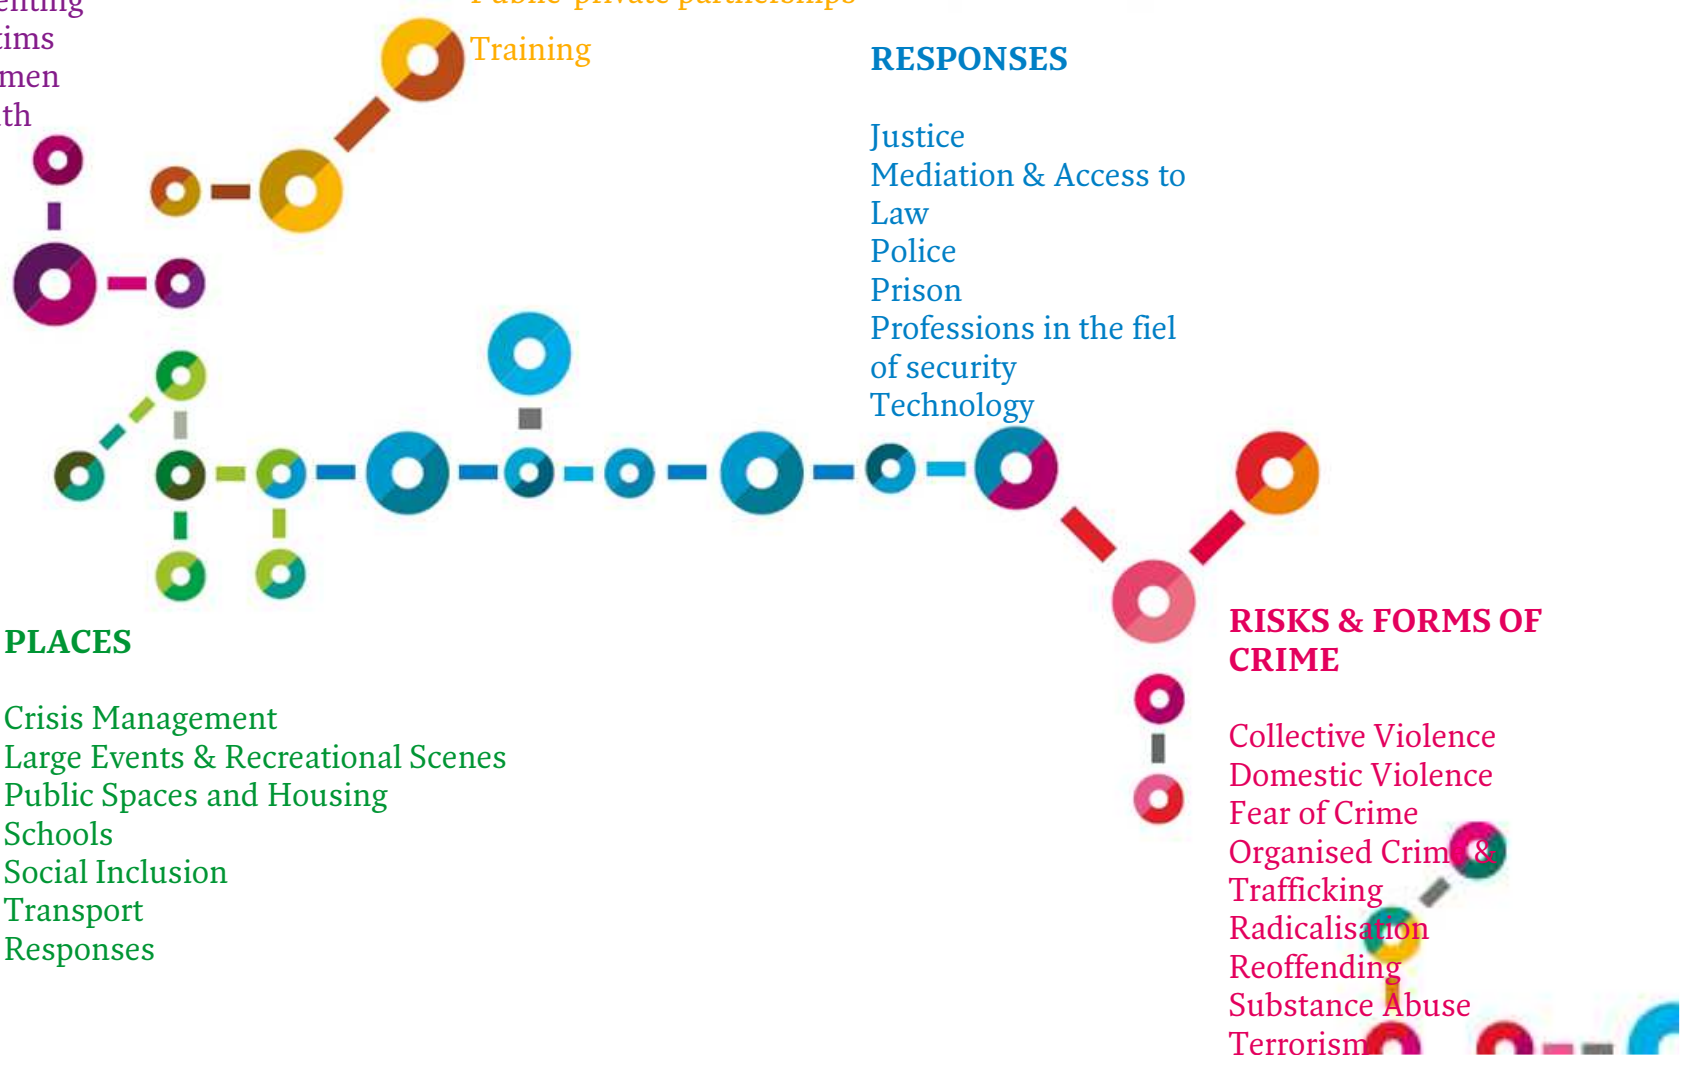 Training
RESPONSES
Justice
Mediation & Access to
Law
Police
Prison
Professions in the fiel
of security
Technology
PLACES
Crisis Management
Large Events & Recreational Scenes
Public Spaces and Housing
Schools
Social Inclusion
Transport
Responses
RISKS & FORMS OF
CRIME
Collective Violence
Domestic Violence
Fear of Crime
Organised Crime &
Trafficking
Radicalisation
Reoffending
Substance Abuse
Terrorism